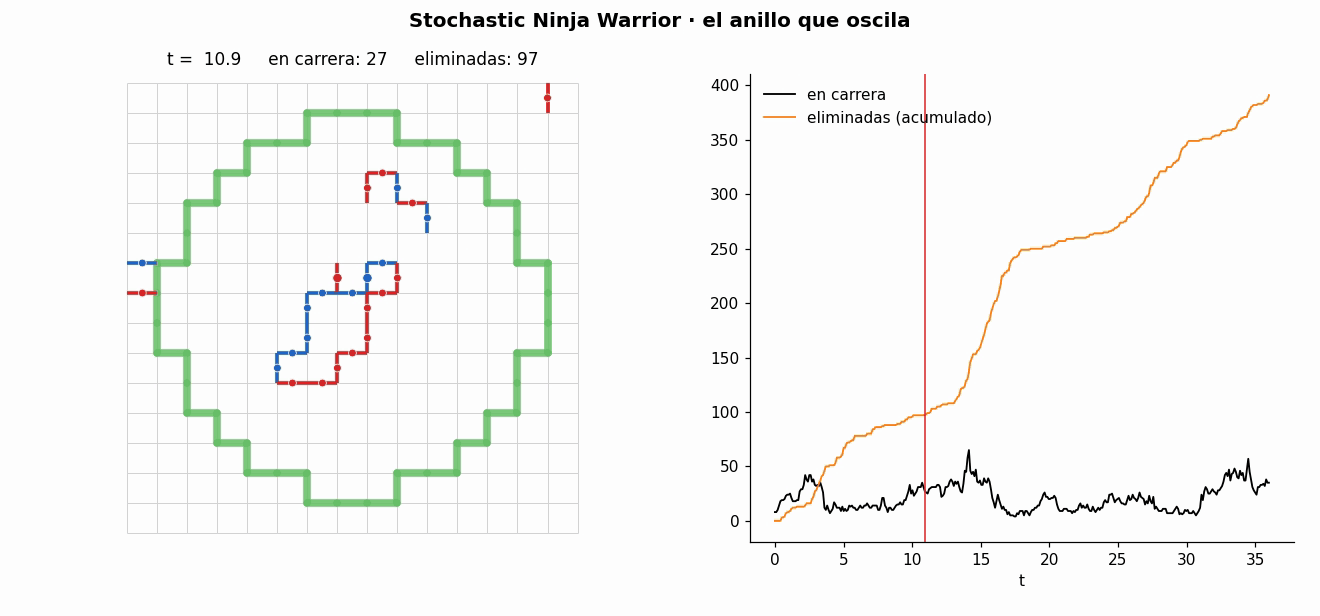 Stochastic Ninja Warrior · el anillo que oscila
t = 10.9 en carrera: 27 eliminadas: 97
en carrera
eliminadas (acumulado)
400
350
300
250
200
150
100
50
0
0 5 10 15 20 25 30 35
t